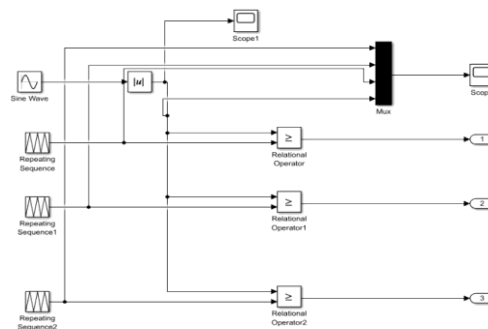 Scope1
|u|
Sine Wave
Mux
Scop
≥
Relational
Operator
1
Repeating
Sequence
≥
Relational
Operator1
2
Repeating
Sequence1
≥
Relational
Operator2
3
Repeating
Sequence2